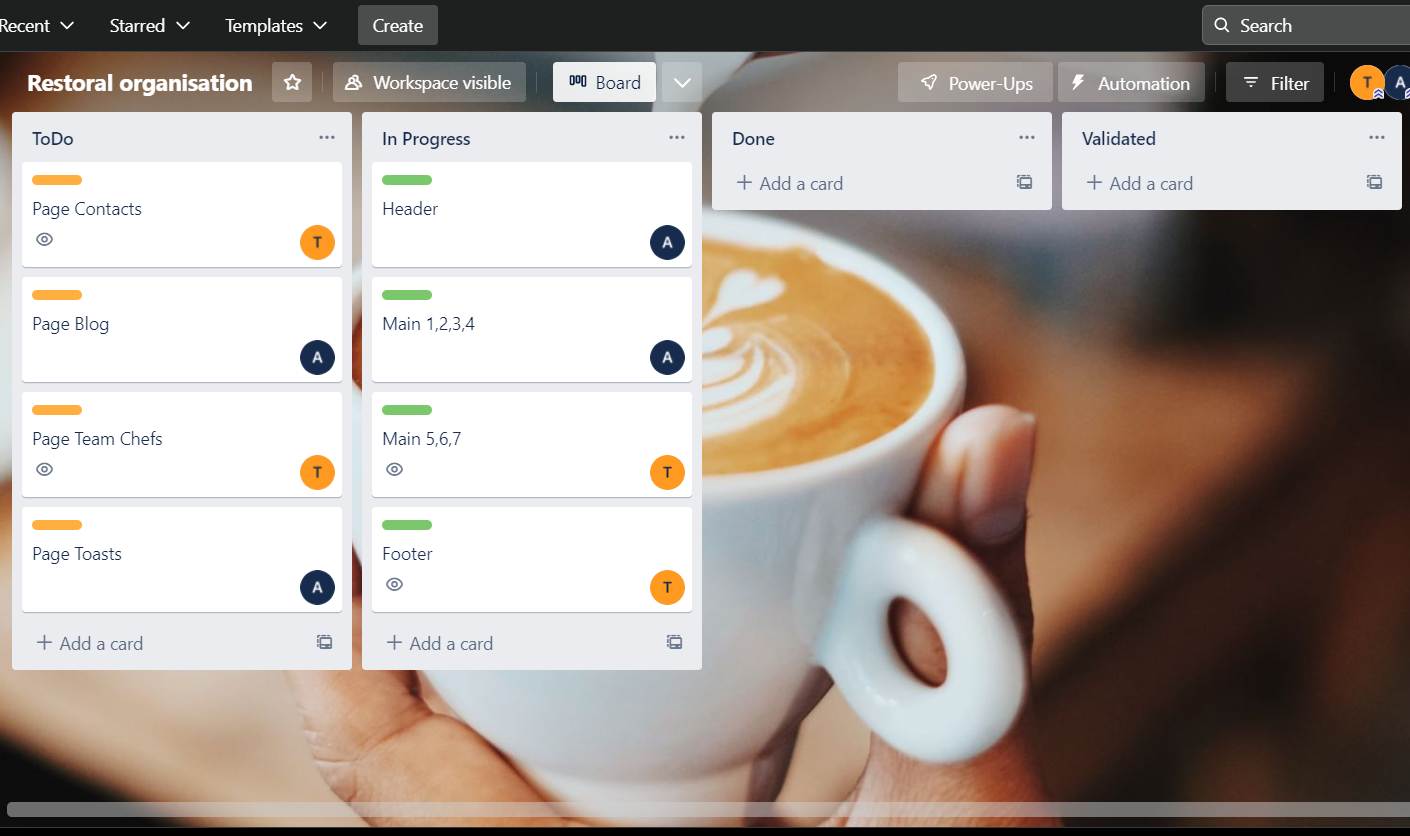 Recent Starred Templates Create Search
Restoral organisation Workspace visible Board Power-Ups Automation Filter T A
ToDo
Page Contacts
T
Page Blog
A
Page Team Chefs
T
Page Toasts
A
+ Add a card
In Progress
Header
A
Main 1,2,3,4
A
Main 5,6,7
T
Footer
T
+ Add a card
Done
+ Add a card
Validated
+ Add a card